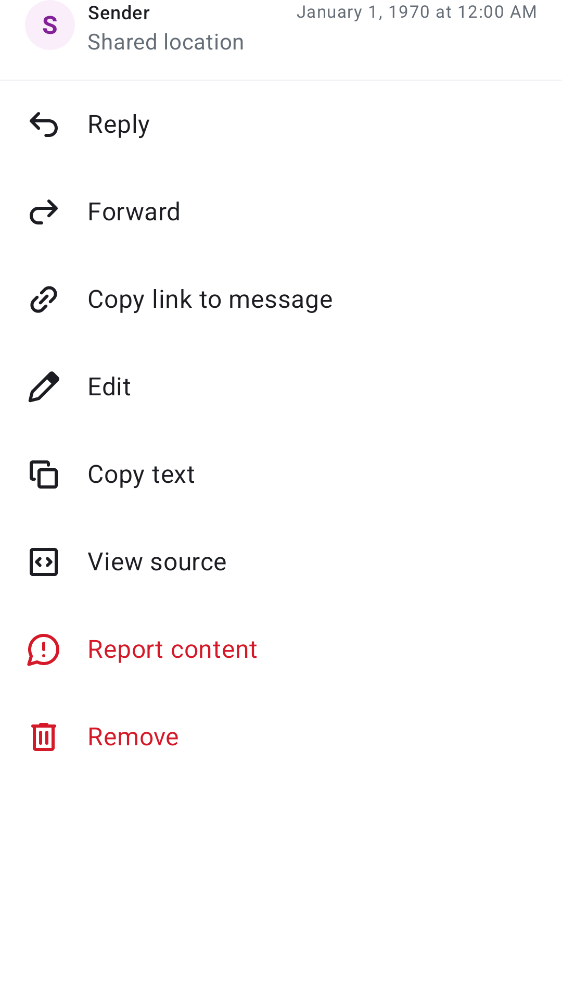 S
Sender
January 1, 1970 at 12:00 AM
Shared location
Reply
Forward
Copy link to message
Edit
Copy text
View source
Report content
Remove